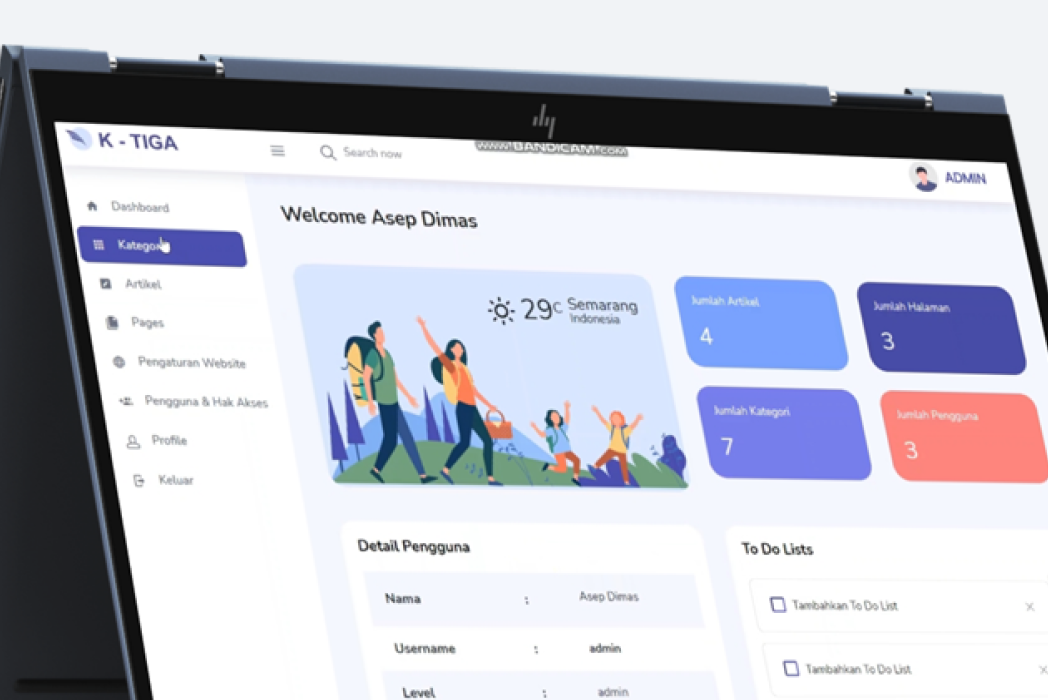 K - TIGA
Search now
www.BANDICAM.com
ADMIN
Dashboard
Kategori
Artikel
Pages
Pengaturan Website
Pengguna & Hak Akses
Profile
Keluar
Welcome Asep Dimas
29c Semarang
Indonesia
Jumlah Artikel
4
Jumlah Halaman
3
Jumlah Kategori
7
Jumlah Pengguna
3
Detail Pengguna
Nama : Asep Dimas
Username : admin
Level : admin
To Do Lists
Tambahkan To Do List
Tambahkan To Do List